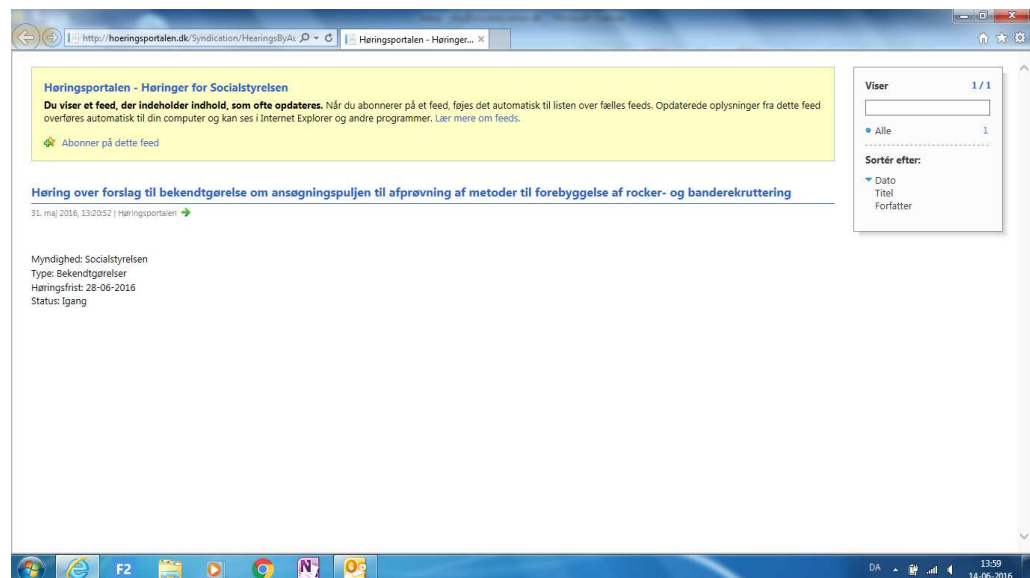 http://hoeringsportalen.dk/Syndication/HearingsByAu
Høringsportalen - Høringer...
Høringsportalen - Høringer for Socialstyrelsen
Du viser et feed, der indeholder indhold, som ofte opdateres. Når du abonnerer på et feed, føjes det automatisk til listen over fælles feeds. Opdaterede oplysninger fra dette feed
overføres automatisk til din computer og kan ses i Internet Explorer og andre programmer. Lær mere om feeds.
Abonner på dette feed
Høring over forslag til bekendtgørelse om ansøgningspuljen til afprøvning af metoder til forebyggelse af rocker- og banderekruttering
31. maj 2016, 13:20:52 | Høringsportalen
Myndighed: Socialstyrelsen
Type: Bekendtgørelser
Høringsfrist: 28-06-2016
Status: Igang
Viser 1 / 1
Alle 1
Sortér efter:
Dato
Titel
Forfatter
F2
DA
13:59
14-06-2016